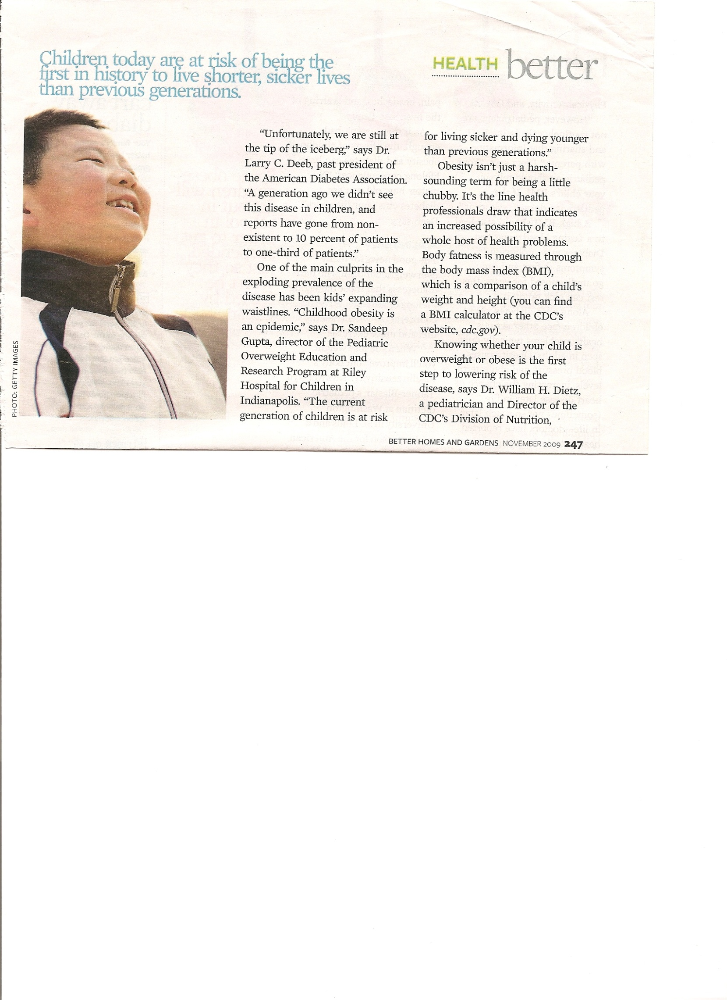 Children today are at risk of being the
first in history to live shorter, sicker lives
than previous generations.
HEALTH better
PHOTO: GETTY IMAGES
“Unfortunately, we are still at
the tip of the iceberg,” says Dr.
Larry C. Deeb, past president of
the American Diabetes Association.
“A generation ago we didn’t see
this disease in children, and
reports have gone from non-
existent to 10 percent of patients
to one-third of patients.”
One of the main culprits in the
exploding prevalence of the
disease has been kids’ expanding
waistlines. “Childhood obesity is
an epidemic,” says Dr. Sandeep
Gupta, director of the Pediatric
Overweight Education and
Research Program at Riley
Hospital for Children in
Indianapolis. “The current
generation of children is at risk
for living sicker and dying younger
than previous generations.”
Obesity isn’t just a harsh-
sounding term for being a little
chubby. It’s the line health
professionals draw that indicates
an increased possibility of a
whole host of health problems.
Body fatness is measured through
the body mass index (BMI),
which is a comparison of a child’s
weight and height (you can find
a BMI calculator at the CDC’s
website, cdc.gov).
Knowing whether your child is
overweight or obese is the first
step to lowering risk of the
disease, says Dr. William H. Dietz,
a pediatrician and Director of the
CDC’s Division of Nutrition,
BETTER HOMES AND GARDENS NOVEMBER 2009 247